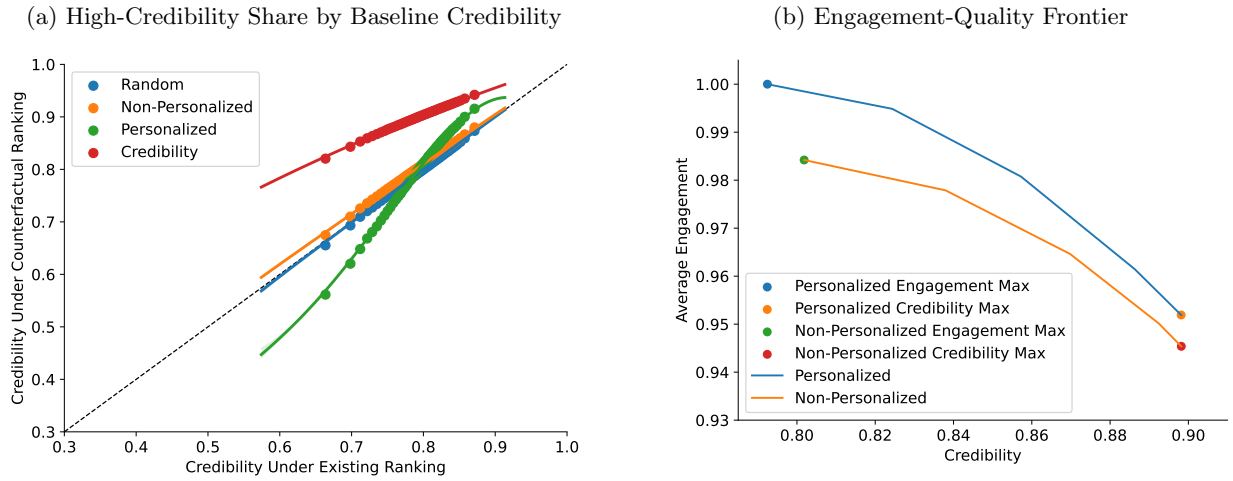 (a) High-Credibility Share by Baseline Credibility
1.0
0.9
0.8
0.7
0.6
0.5
0.4
0.3
0.3
0.4
0.5
0.6
0.7
0.8
0.9
1.0
Credibility Under Counterfactual Ranking
Credibility Under Existing Ranking
Random
Non-Personalized
Personalized
Credibility
(b) Engagement-Quality Frontier
1.00
0.99
0.98
0.97
0.96
0.95
0.94
0.93
0.80
0.82
0.84
0.86
0.88
0.90
Average Engagement
Credibility
Personalized Engagement Max
Personalized Credibility Max
Non-Personalized Engagement Max
Non-Personalized Credibility Max
Personalized
Non-Personalized